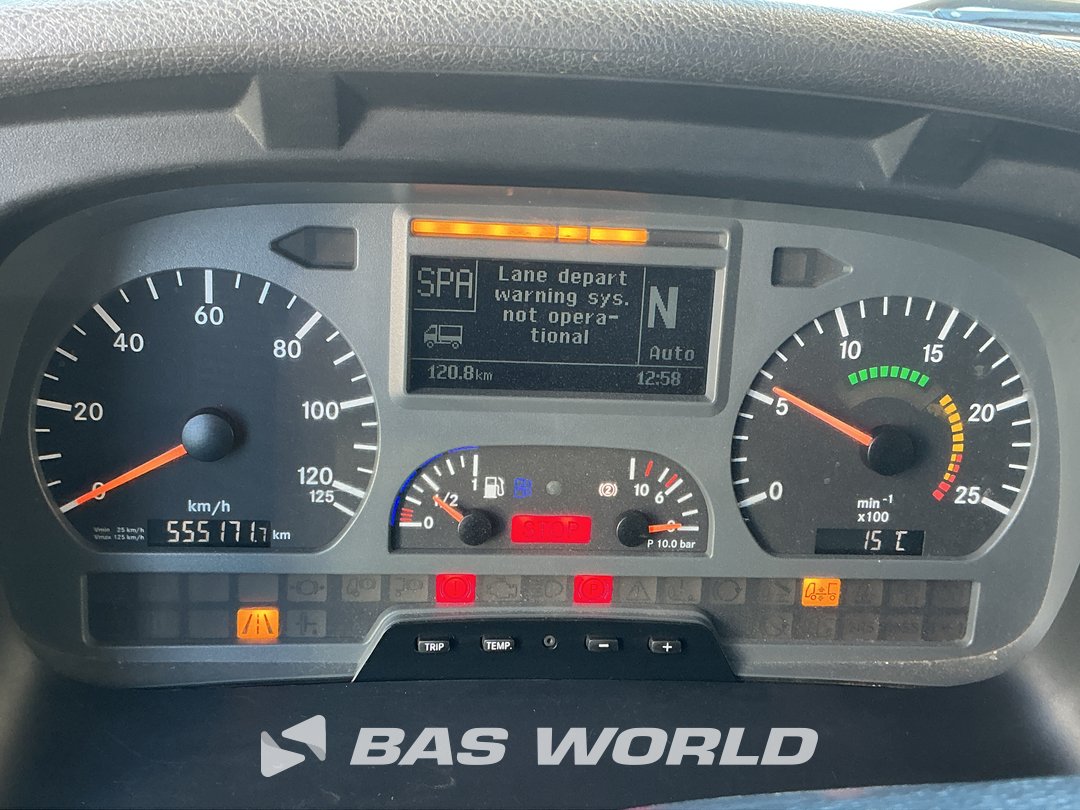 SPA
Lane depart
warning sys.
not opera-
tional
N
Auto
120.8km
12:58
0
20
40
60
80
100
120
125
km/h
Vmin 25 km/h
Vmax 125 km/h
555171.7 km
0
1/2
1
STOP
(2)
10
6
0
P 10.0 bar
0
5
10
15
20
25
min-1
x100
15 C
P
TRIP
TEMP.
-
+
BAS WORLD